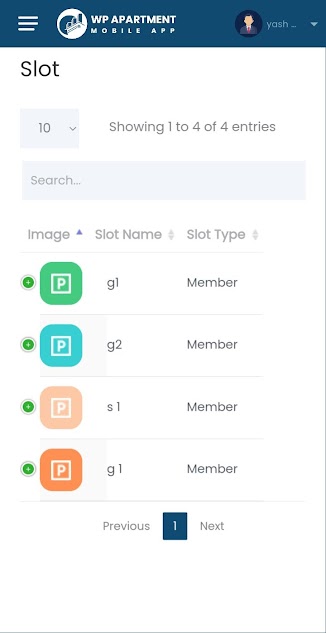 WP APARTMENT
MOBILE APP
yash ...
Slot
10
Showing 1 to 4 of 4 entries
Search...
Image Slot Name Slot Type
P g1 Member
P g2 Member
P s 1 Member
P g 1 Member
Previous 1 Next